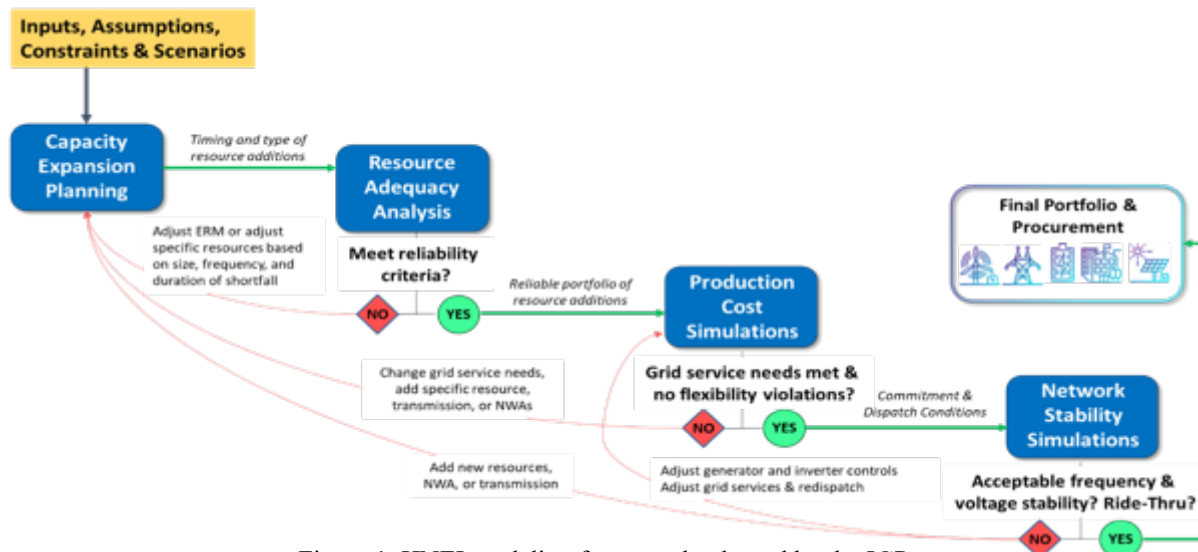 Inputs, Assumptions,
Constraints & Scenarios
Capacity
Expansion
Planning
Timing and type of
resource additions
Resource
Adequacy
Analysis
Adjust ERM or adjust
specific resources based
on size, frequency, and
duration of shortfall
Meet reliability
criteria?
NO
YES
Reliable portfolio of
resource additions
Production
Cost
Simulations
Final Portfolio &
Procurement
Change grid service needs,
add specific resource,
transmission, or NWAs
Grid service needs met &
no flexibility violations?
NO
YES
Commitment &
Dispatch Conditions
Network
Stability
Simulations
Add new resources,
NWA, or transmission
Adjust generator and inverter controls
Adjust grid services & redispatch
Acceptable frequency &
voltage stability? Ride-Thru?
NO
YES